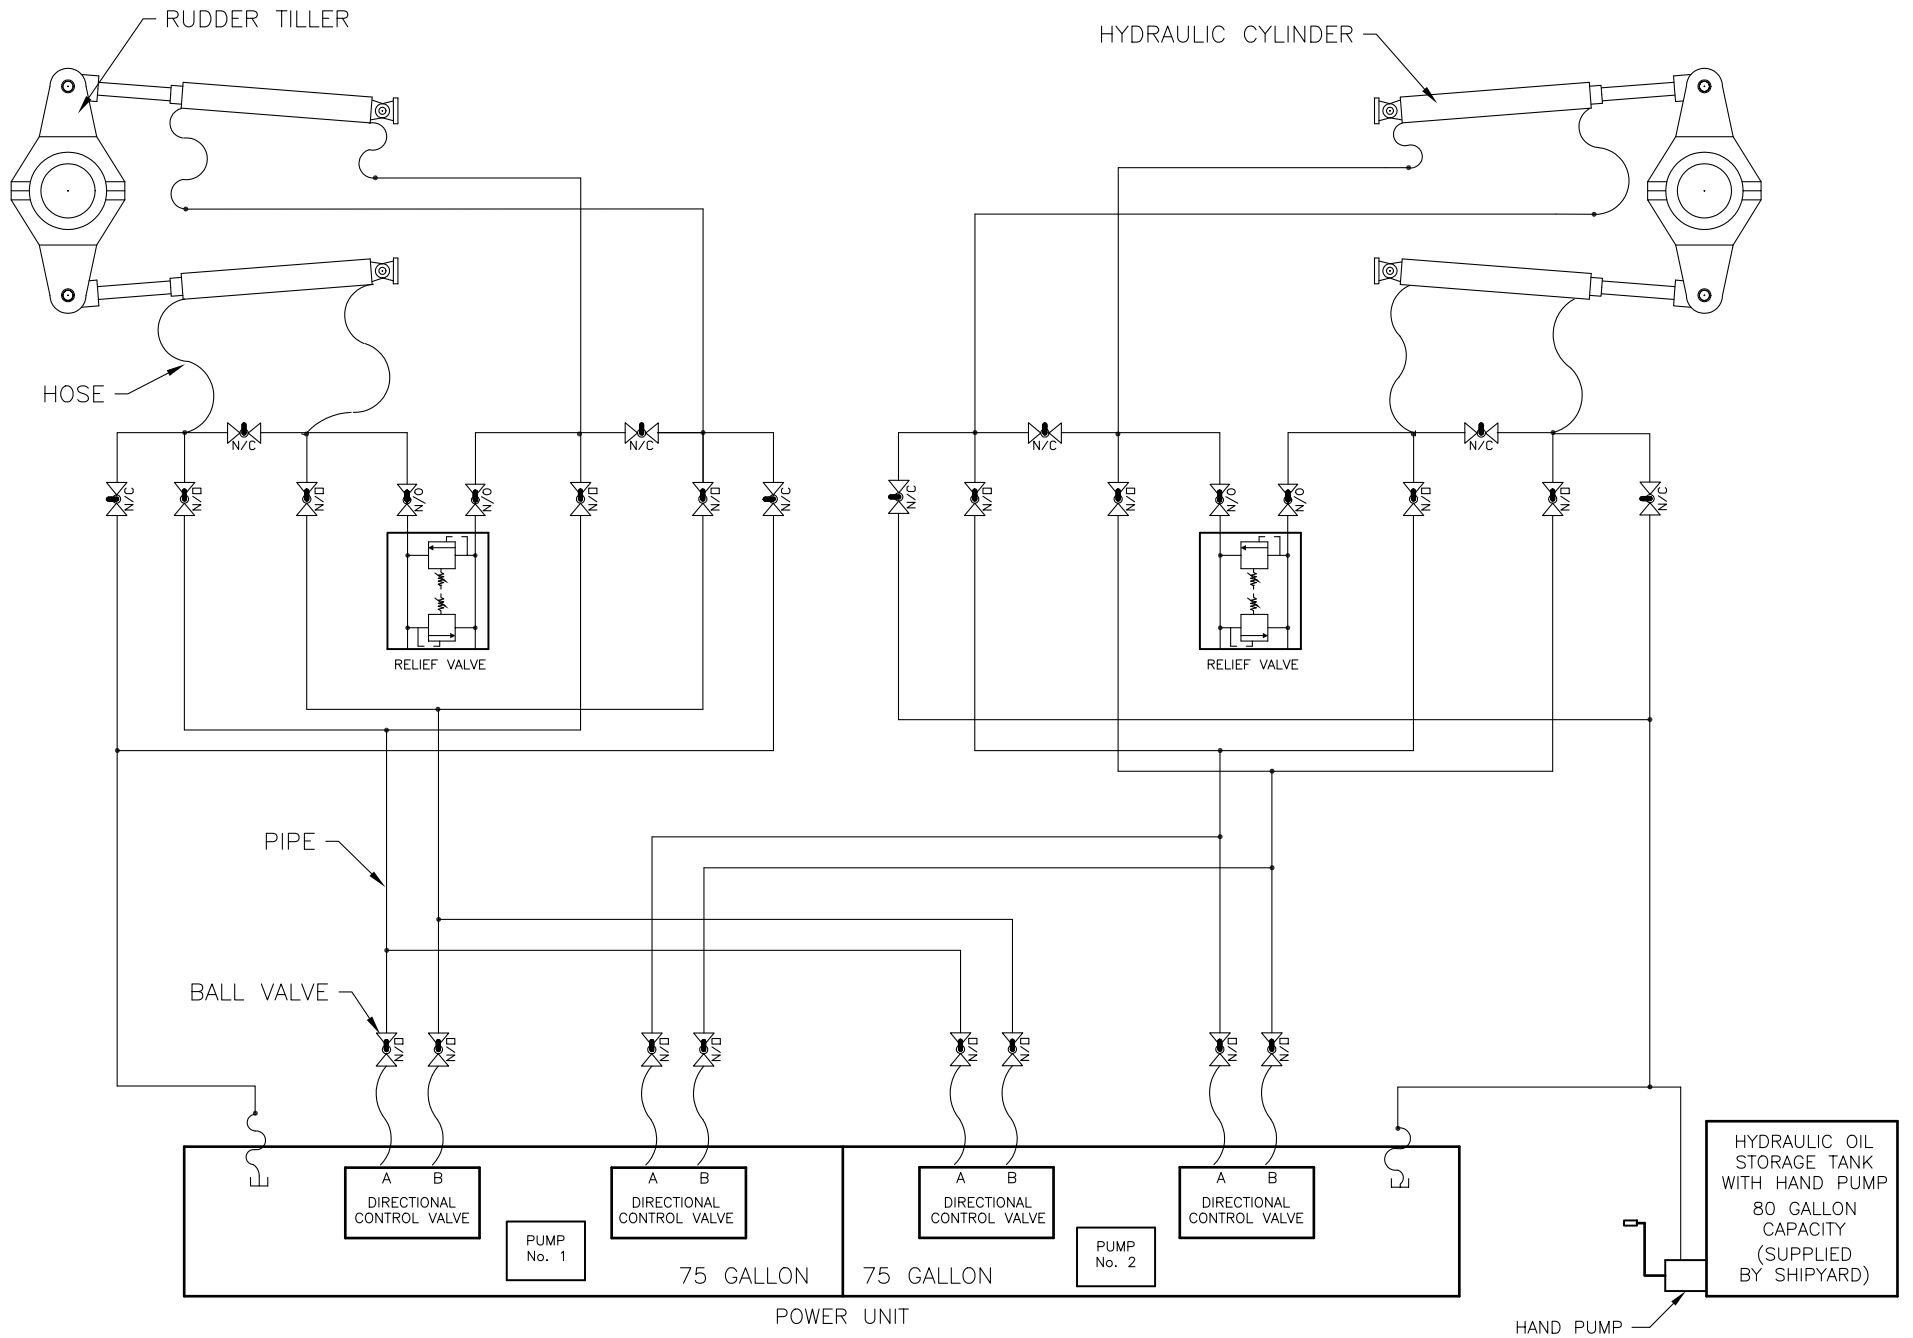 RUDDER TILLER
HYDRAULIC CYLINDER
HOSE
N/C
N/C
N/C
N/C
N/C
N/O
N/O
N/O
N/O
N/O
N/O
N/C
N/C
N/O
N/O
N/O
N/O
N/O
N/O
N/C
RELIEF VALVE
RELIEF VALVE
PIPE
BALL VALVE
N/O
N/O
N/O
N/O
N/O
N/O
N/O
N/O
A B
DIRECTIONAL
CONTROL VALVE
A B
DIRECTIONAL
CONTROL VALVE
A B
DIRECTIONAL
CONTROL VALVE
A B
DIRECTIONAL
CONTROL VALVE
PUMP
No. 1
PUMP
No. 2
75 GALLON
75 GALLON
POWER UNIT
HYDRAULIC OIL
STORAGE TANK
WITH HAND PUMP
80 GALLON
CAPACITY
(SUPPLIED
BY SHIPYARD)
HAND PUMP